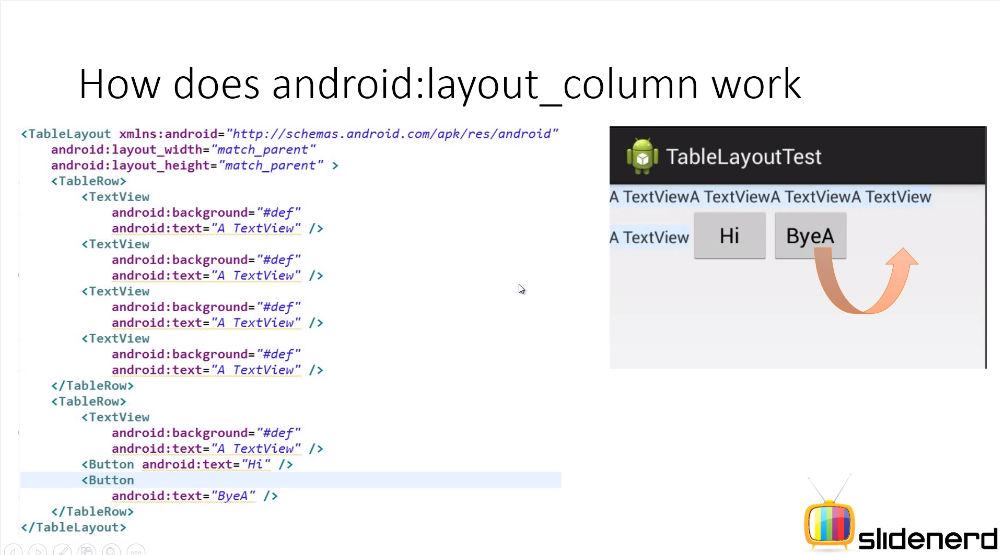 How does android:layout_column work
<TableLayout xmlns:android="http://schemas.android.com/apk/res/android"
android:layout_width="match_parent"
android:layout_height="match_parent" >
<TableRow>
<TextView
android:background="#def"
android:text="A TextView" />
<TextView
android:background="#def"
android:text="A TextView" />
<TextView
android:background="#def"
android:text="A TextView" />
<TextView
android:background="#def"
android:text="A TextView" />
</TableRow>
<TableRow>
<TextView
android:background="#def"
android:text="A TextView" />
<Button android:text="Hi" />
<Button
android:text="ByeA" />
</TableRow>
</TableLayout>
TableLayoutTest
A TextViewA TextViewA TextViewA TextView
A TextView Hi ByeA
slidenerd